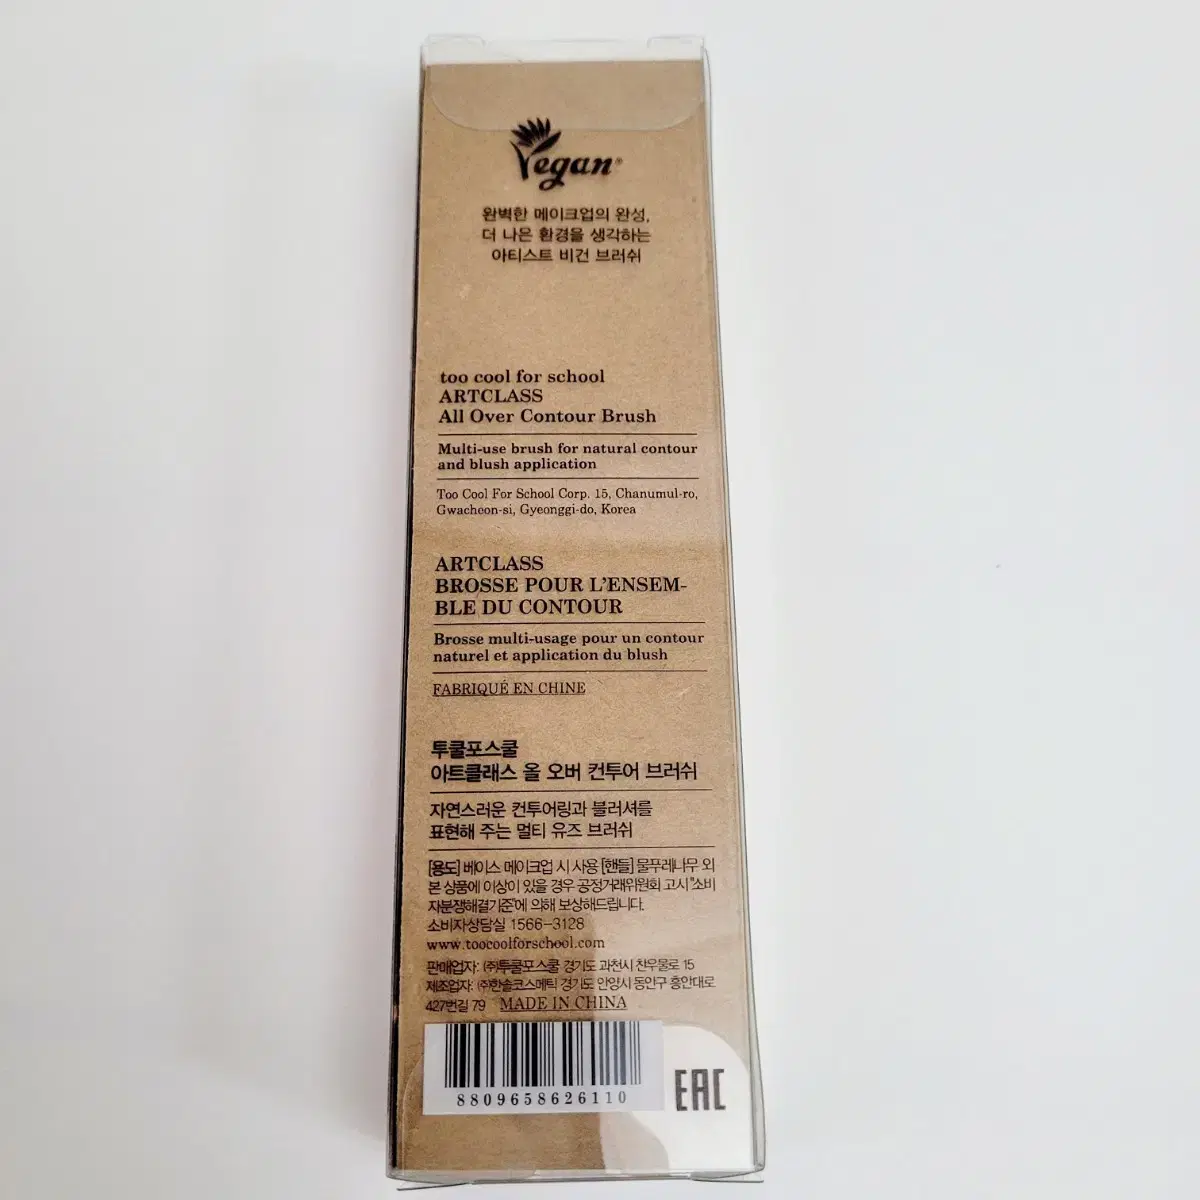 Vegan®
완벽한 메이크업의 완성,
더 나은 환경을 생각하는
아티스트 비건 브러쉬
too cool for school
ARTCLASS
All Over Contour Brush
Multi-use brush for natural contour
and blush application
Too Cool For School Corp. 15, Chanumul-ro,
Gwacheon-si, Gyeonggi-do, Korea
ARTCLASS
BROSSE POUR L'ENSEM-
BLE DU CONTOUR
Brosse multi-usage pour un contour
naturel et application du blush
FABRIQUÉ EN CHINE
투쿨포스쿨
아트클래스 올 오버 컨투어 브러쉬
자연스러운 컨투어링과 블러셔를
표현해 주는 멀티 유즈 브러쉬
[용도] 베이스 메이크업 시 사용 [핸들] 물푸레나무 외
본 상품에 이상이 있을 경우 공정거래위원회 고시 "소비
자분쟁해결기준"에 의해 보상해드립니다.
소비자상담실 1566-3128
www.toocoolforschool.com
판매업자: ㈜투쿨포스쿨 경기도 과천시 찬우물로 15
제조업자: ㈜한솔코스메틱 경기도 안양시 동안구 흥안대로
427번길 79 MADE IN CHINA
8809658626110
EAC